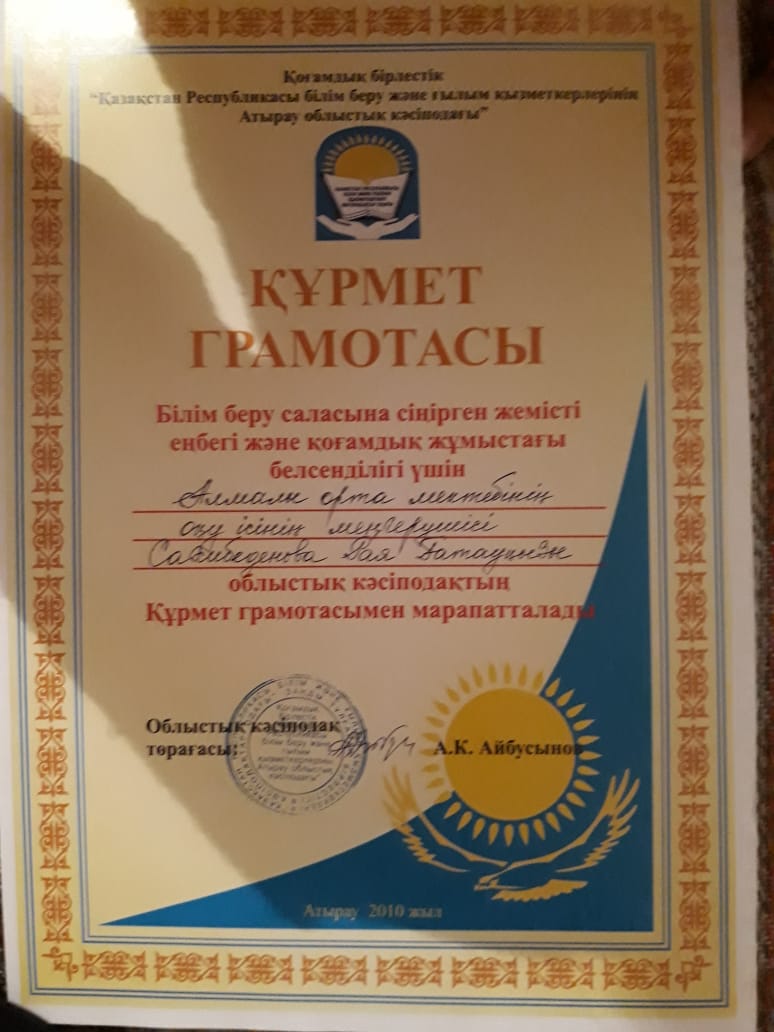 Қоғамдық бірлестік
“Қазақстан Республикасы білім беру және ғылым қызметкерлерінің
Атырау облыстық кәсіподағы”
ҚҰРМЕТ
ГРАМОТАСЫ
Білім беру саласына сіңірген жемісті
еңбегі және қоғамдық жұмыстағы
белсенділігі үшін
Алмалы орта мектебінің
оқу ісінің меңгерушісі
Рая
облыстық кәсіподақтың
Құрмет грамотасымен марапатталады
Облыстық кәсіподақ
төрағасы:
А.К. Айбусынов
Атырау 2010 жыл